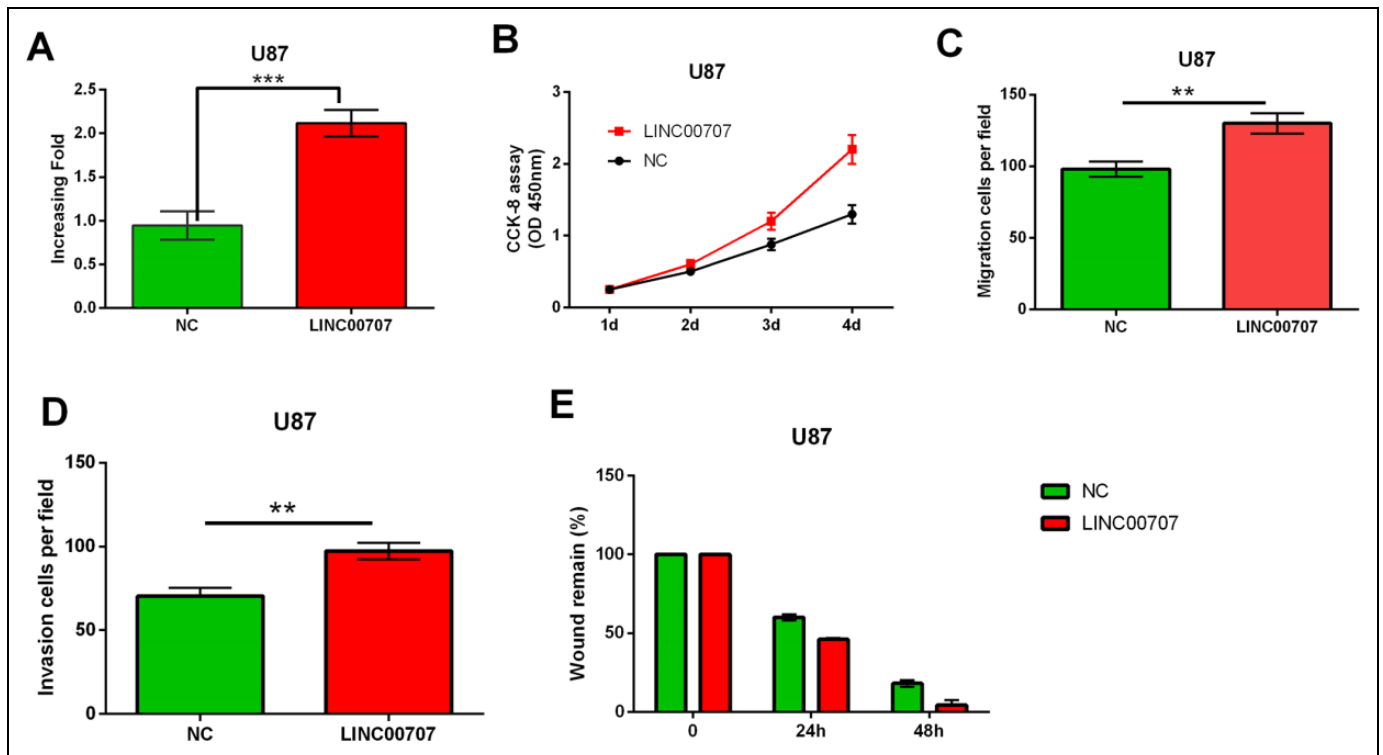 A
U87
***
Increasing Fold
2.5
2.0
1.5
1.0
0.5
0.0
NC
LINC00707
B
U87
CCK-8 assay
(OD 450nm)
3
2
1
0
LINC00707
NC
1d 2d 3d 4d
C
U87
**
Migration cells per field
150
100
50
0
NC
LINC00707
D
U87
**
Invasion cells per field
150
100
50
0
NC
LINC00707
E
U87
Wound remain (%)
150
100
50
0
0 24h 48h
NC
LINC00707